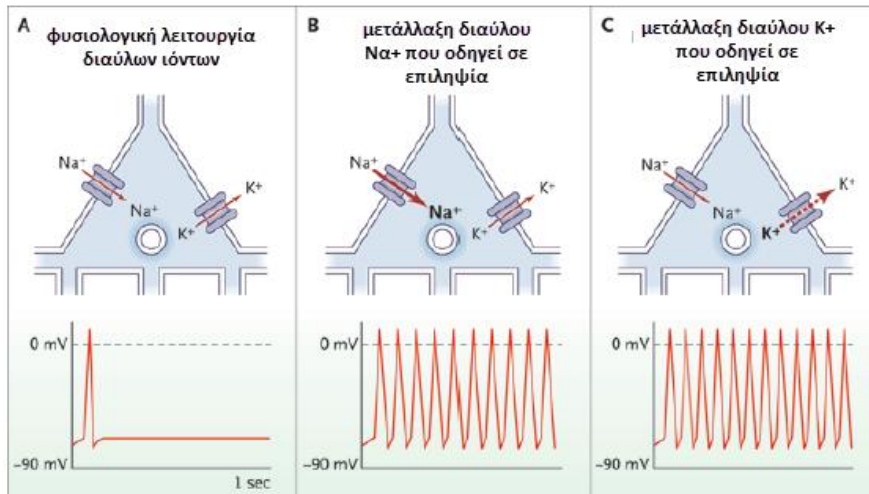 A
φυσιολογική λειτουργία
διαύλων ιόντων
Na+
Na+
K+
K+
0 mV
–90 mV
1 sec
B
μετάλλαξη διαύλου
Na+ που οδηγεί σε
επιληψία
Na+
Na+
K+
K+
0 mV
–90 mV
C
μετάλλαξη διαύλου K+
που οδηγεί σε
επιληψία
Na+
Na+
K+
K+
0 mV
–90 mV